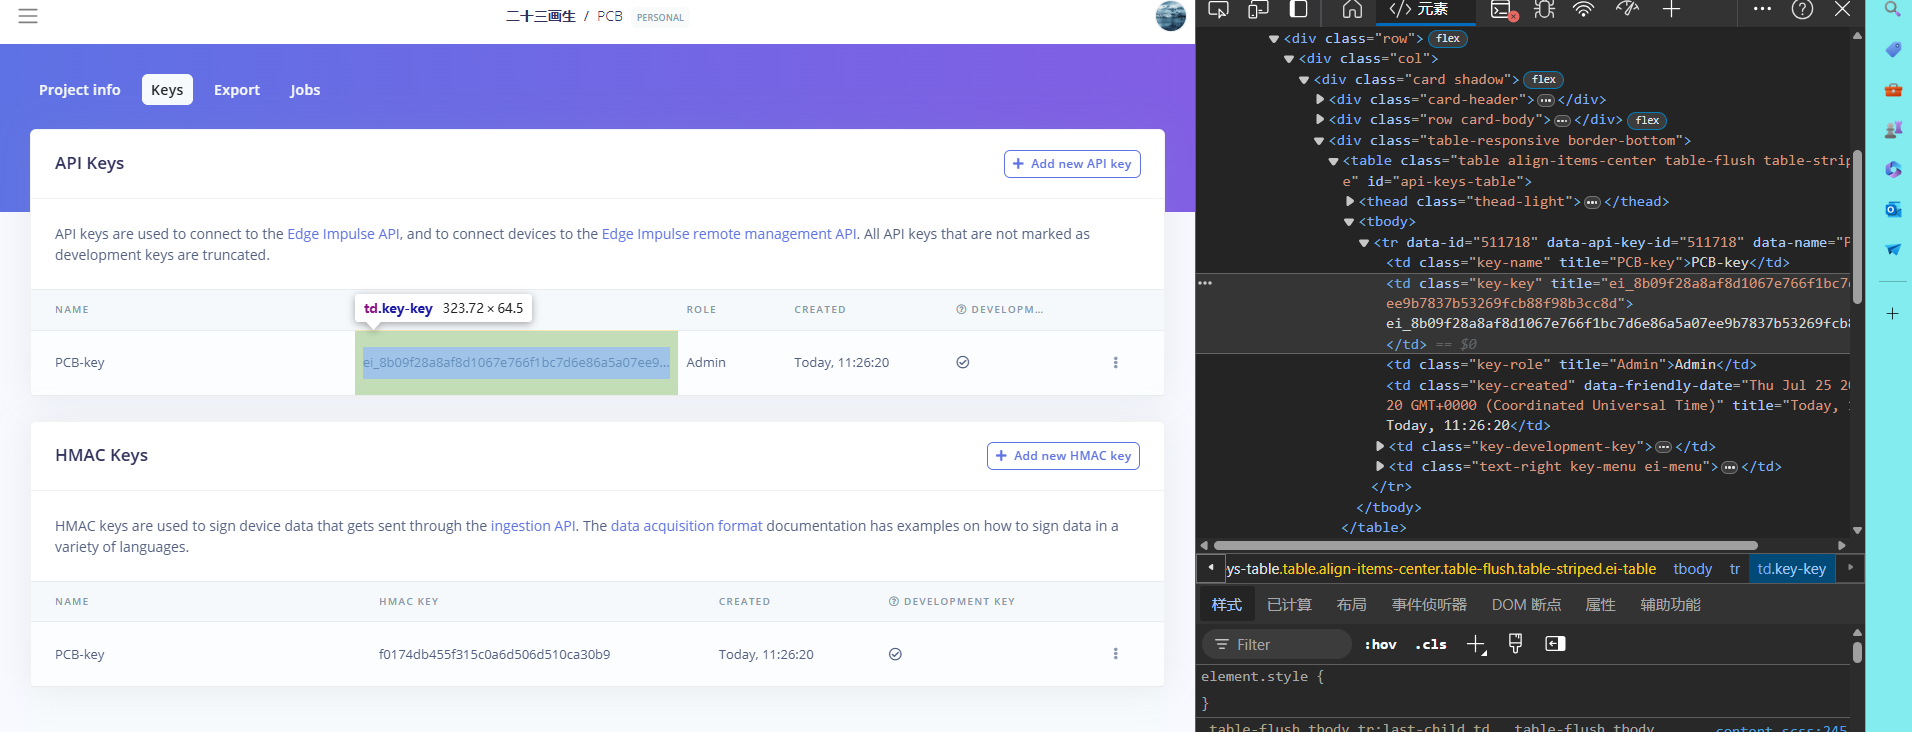 二十三画生 / PCB PERSONAL
Project info Keys Export Jobs
API Keys
Add new API key
API keys are used to connect to the Edge Impulse API, and to connect devices to the Edge Impulse remote management API. All API keys that are not marked as
development keys are truncated.
td.key-key 323.72 × 64.5
NAME ROLE CREATED DEVELOPM...
PCB-key ei_8b09f28a8af8d1067e766f1bc7d6e86a5a07ee9... Admin Today, 11:26:20
HMAC Keys
Add new HMAC key
HMAC keys are used to sign device data that gets sent through the ingestion API. The data acquisition format documentation has examples on how to sign data in a
variety of languages.
NAME HMAC KEY CREATED DEVELOPMENT KEY
PCB-key f0174db455f315c0a6d506d510ca30b9 Today, 11:26:20
</> 元素
<div class="row"> flex
<div class="col">
<div class="card shadow"> flex
<div class="card-header"> ... </div>
<div class="row card-body"> ... </div> flex
<div class="table-responsive border-bottom">
<table class="table align-items-center table-flush table-strip
e" id="api-keys-table">
<thead class="thead-light"> ... </thead>
<tbody>
<tr data-id="511718" data-api-key-id="511718" data-name="P
<td class="key-name" title="PCB-key">PCB-key</td>
<td class="key-key" title="ei_8b09f28a8af8d1067e766f1bc7
ee9b7837b53269fcb88f98b3cc8d">
ei_8b09f28a8af8d1067e766f1bc7d6e86a5a07ee9b7837b53269fcb8
</td> == $0
<td class="key-role" title="Admin">Admin</td>
<td class="key-created" data-friendly-date="Thu Jul 25 20
20 GMT+0000 (Coordinated Universal Time)" title="Today, 
Today, 11:26:20</td>
<td class="key-development-key"> ... </td>
<td class="text-right key-menu ei-menu"> ... </td>
</tr>
</tbody>
</table>
ys-table.table.align-items-center.table-flush.table-striped.ei-table tbody tr td.key-key
样式 已计算 布局 事件侦听器 DOM 断点 属性 辅助功能
Filter :hov .cls
element.style {
}
.table-flush tbody tr:last-child td, .table-flush tbody content.scss:245